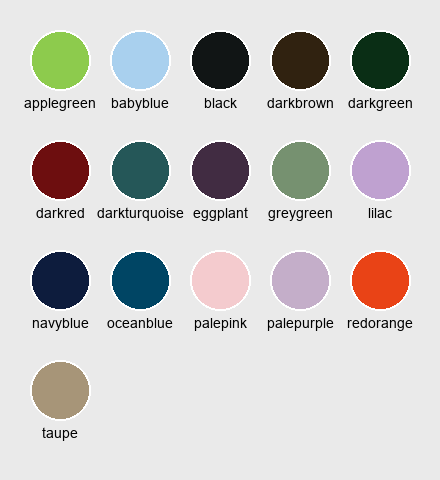 applegreen babyblue black darkbrown darkgreen
darkred darkturquoise eggplant greygreen lilac
navyblue oceanblue palepink palepurple redorange
taupe